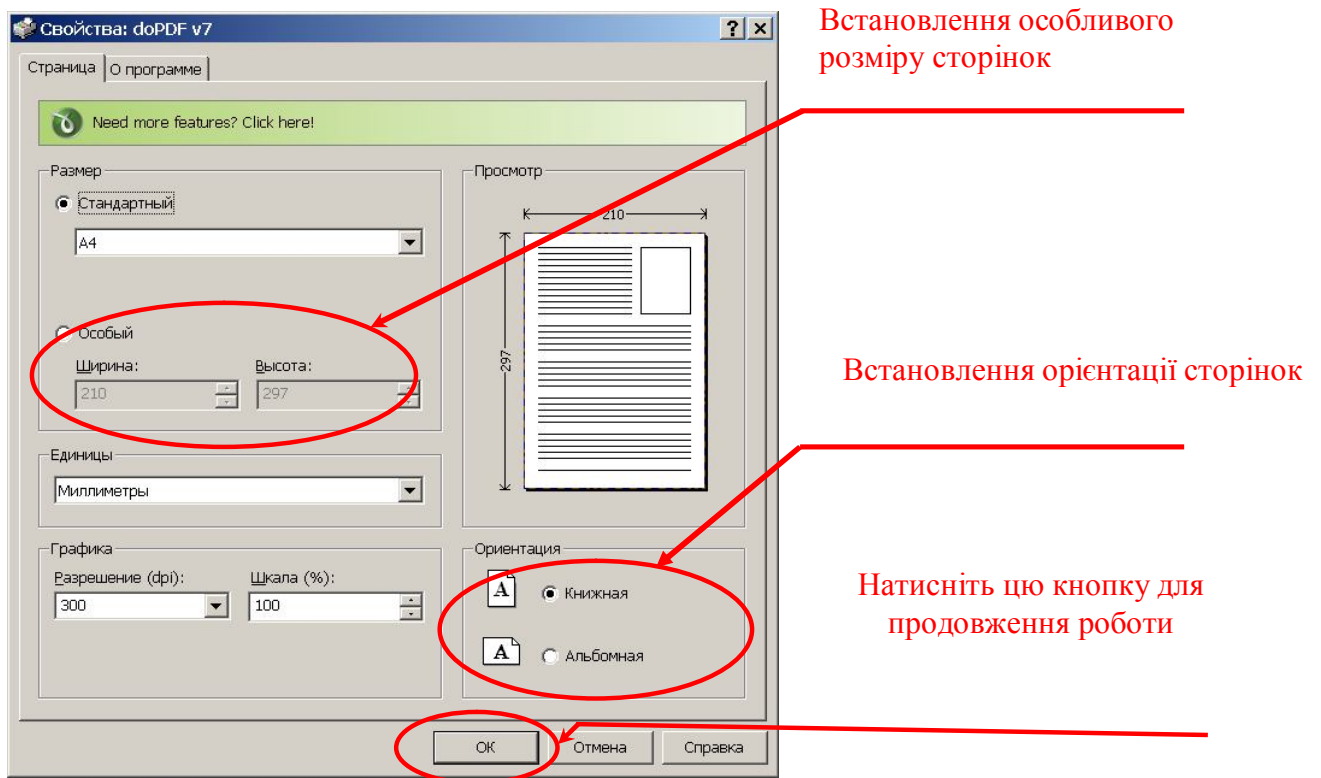 Свойства: doPDF v7
Встановлення особливого
розміру сторінок
Страница
О программе
Need more features? Click here!
Размер
Стандартный
A4
Особый
Ширина:
Высота:
210
297
Просмотр
210
297
Встановлення орієнтації сторінок
Единицы
Миллиметры
Графика
Разрешение (dpi):
Шкала (%):
300
100
Ориентация
A
Книжная
A
Альбомная
Натисніть цю кнопку для
продовження роботи
ОК
Отмена
Справка